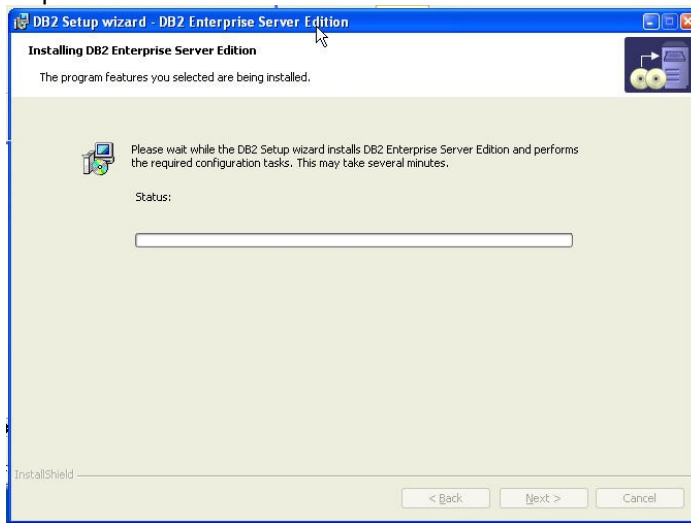 DB2 Setup wizard - DB2 Enterprise Server Edition
Installing DB2 Enterprise Server Edition
The program features you selected are being installed.
Please wait while the DB2 Setup wizard installs DB2 Enterprise Server Edition and performs
the required configuration tasks. This may take several minutes.
Status:
InstallShield
< Back Next > Cancel